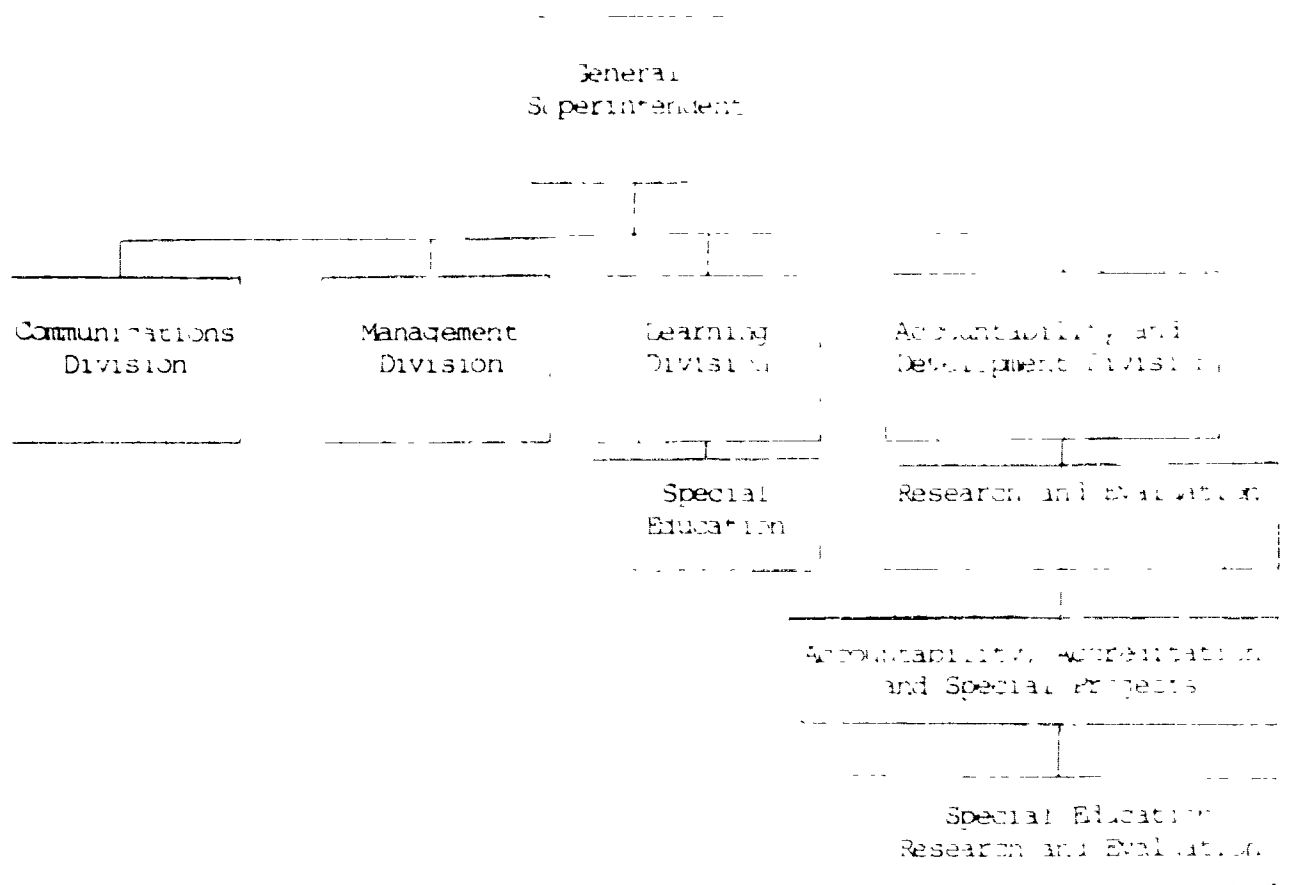 General
Superintendent
Communications
Division
Management
Division
Learning
Division
Accountability and
Development Division
Special
Education
Research and Evaluation
Accountability, Accreditation
and Special Projects
Special Education
Research and Evaluation